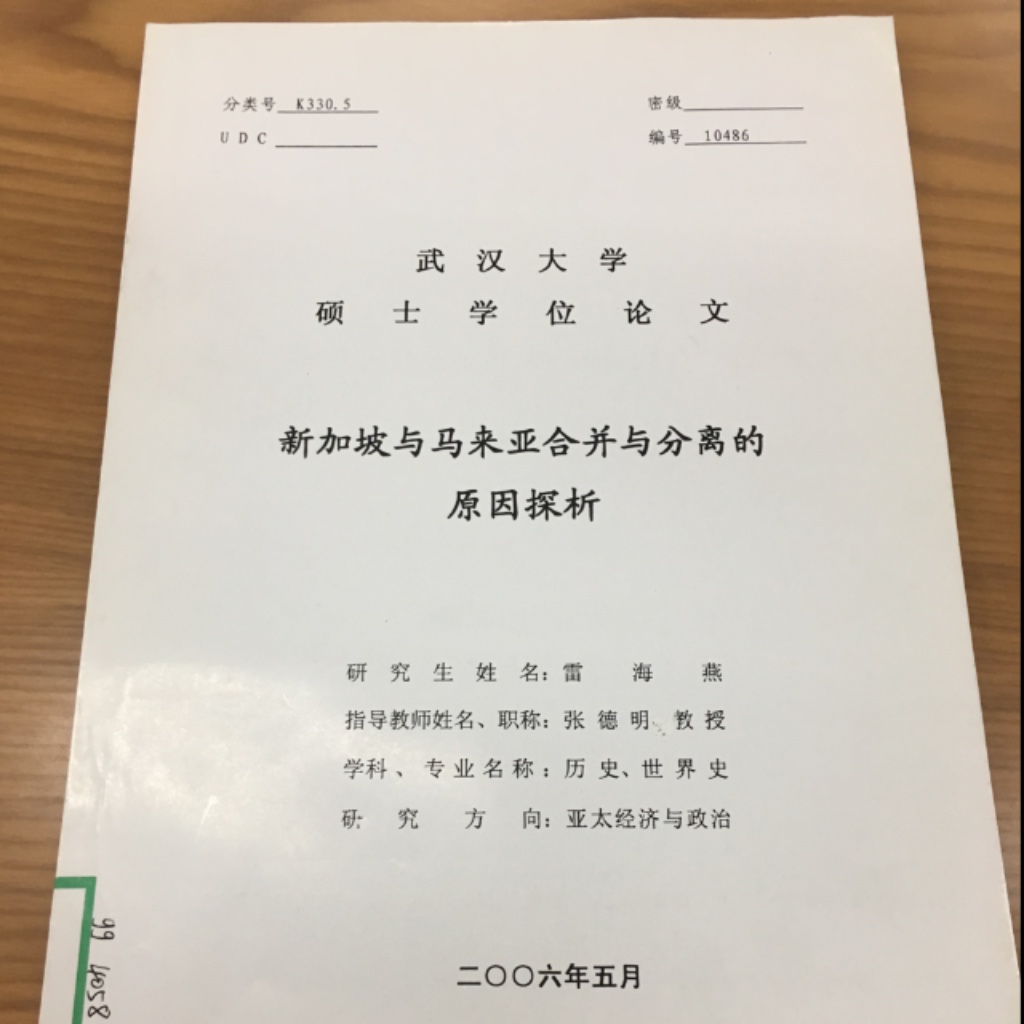 分类号 K330.5
密级
UDC
编号 10486
武汉大学
硕士学位论文
新加坡与马来亚合并与分离的
原因探析
研究生姓名：雷海燕
指导教师姓名、职称：张德明、教授
学科、专业名称：历史、世界史
研究方向：亚太经济与政治
二〇〇六年五月